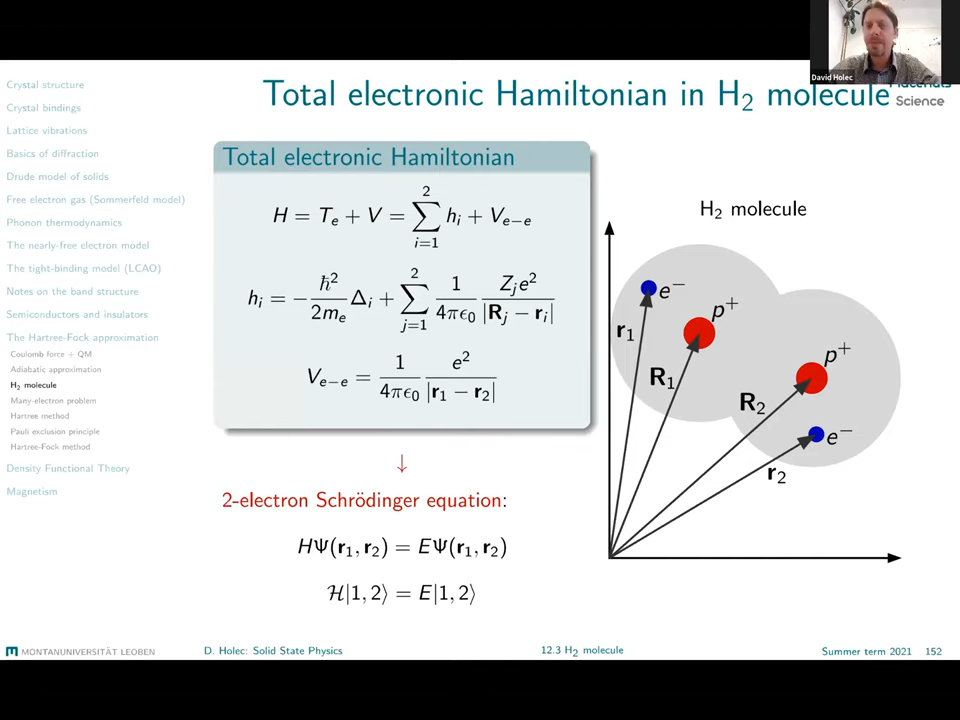 David Holec
Materials
Science
Total electronic Hamiltonian in H₂ molecule
Crystal structure
Crystal bindings
Lattice vibrations
Basics of diffraction
Drude model of solids
Free electron gas (Sommerfeld model)
Phonon thermodynamics
The nearly-free electron model
The tight-binding model (LCAO)
Notes on the band structure
Semiconductors and insulators
The Hartree-Fock approximation
Coulomb force + QM
Adiabatic approximation
H₂ molecule
Many-electron problem
Hartree method
Pauli exclusion principle
Hartree-Fock method
Density Functional Theory
Magnetism
Total electronic Hamiltonian
H = Tₑ + V = ∑_{i=1}^{2} hᵢ + V_{e−e}
hᵢ = −ℏ²/2mₑ Δᵢ + ∑_{j=1}^{2} 1/4πϵ₀ Zⱼe²/|Rⱼ − rᵢ|
V_{e−e} = 1/4πϵ₀ e²/|r₁ − r₂|
↓
2-electron Schrödinger equation:
HΨ(r₁, r₂) = EΨ(r₁, r₂)
ℋ|1, 2⟩ = E|1, 2⟩
H₂ molecule
e⁻
p⁺
r₁
R₁
p⁺
R₂
e⁻
r₂
MONTANUNIVERSITÄT LEOBEN
D. Holec: Solid State Physics
12.3 H₂ molecule
Summer term 2021 152